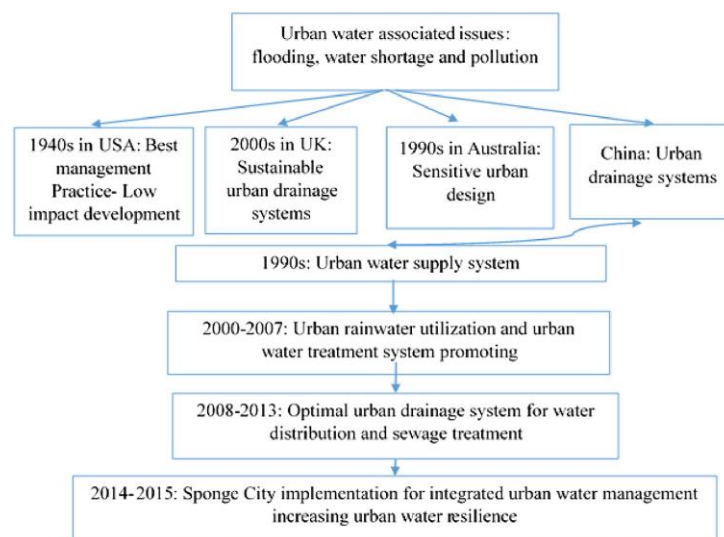 Urban water associated issues:
flooding, water shortage and pollution
1940s in USA: Best
management
Practice- Low
impact development
2000s in UK:
Sustainable
urban drainage
systems
1990s in Australia:
Sensitive urban
design
China: Urban
drainage systems
1990s: Urban water supply system
2000-2007: Urban rainwater utilization and urban
water treatment system promoting
2008-2013: Optimal urban drainage system for water
distribution and sewage treatment
2014-2015: Sponge City implementation for integrated urban water management
increasing urban water resilience